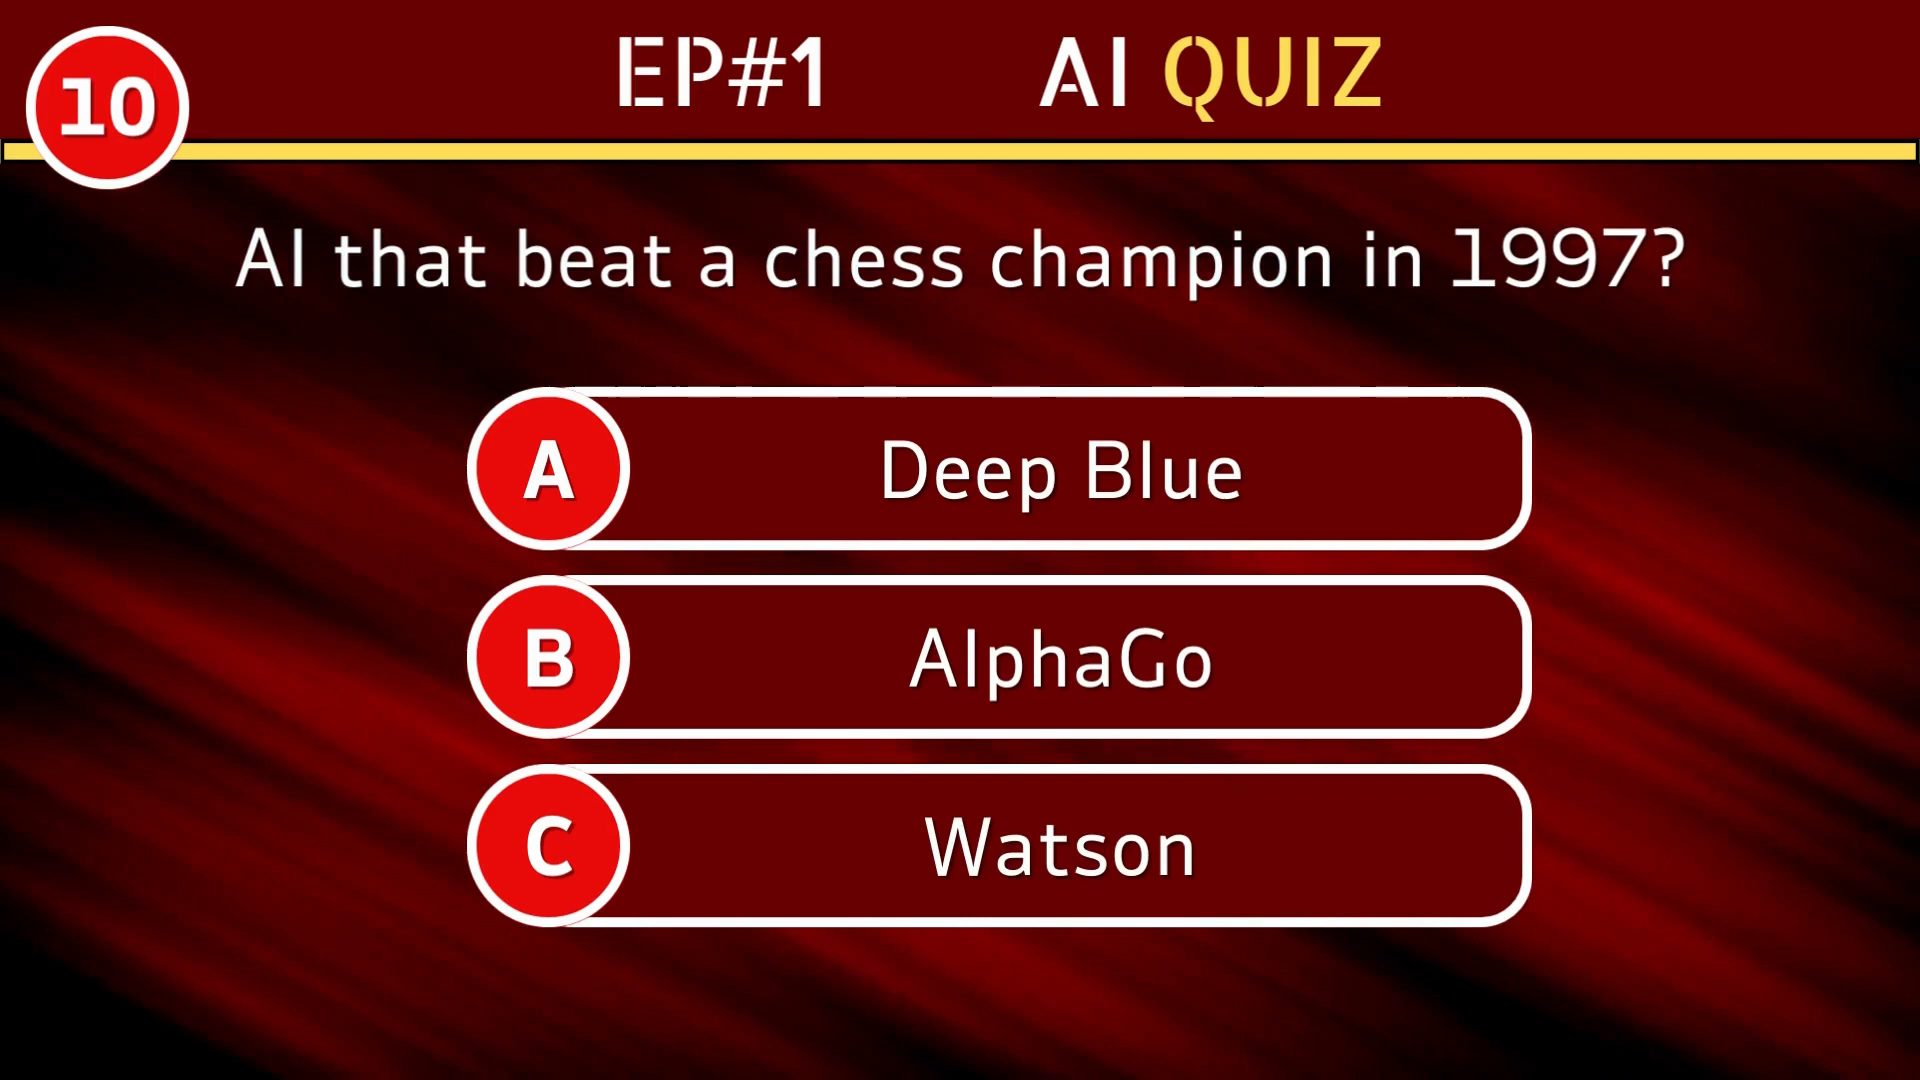 10
EP#1 AI QUIZ
AI that beat a chess champion in 1997?
A Deep Blue
B AlphaGo
C Watson